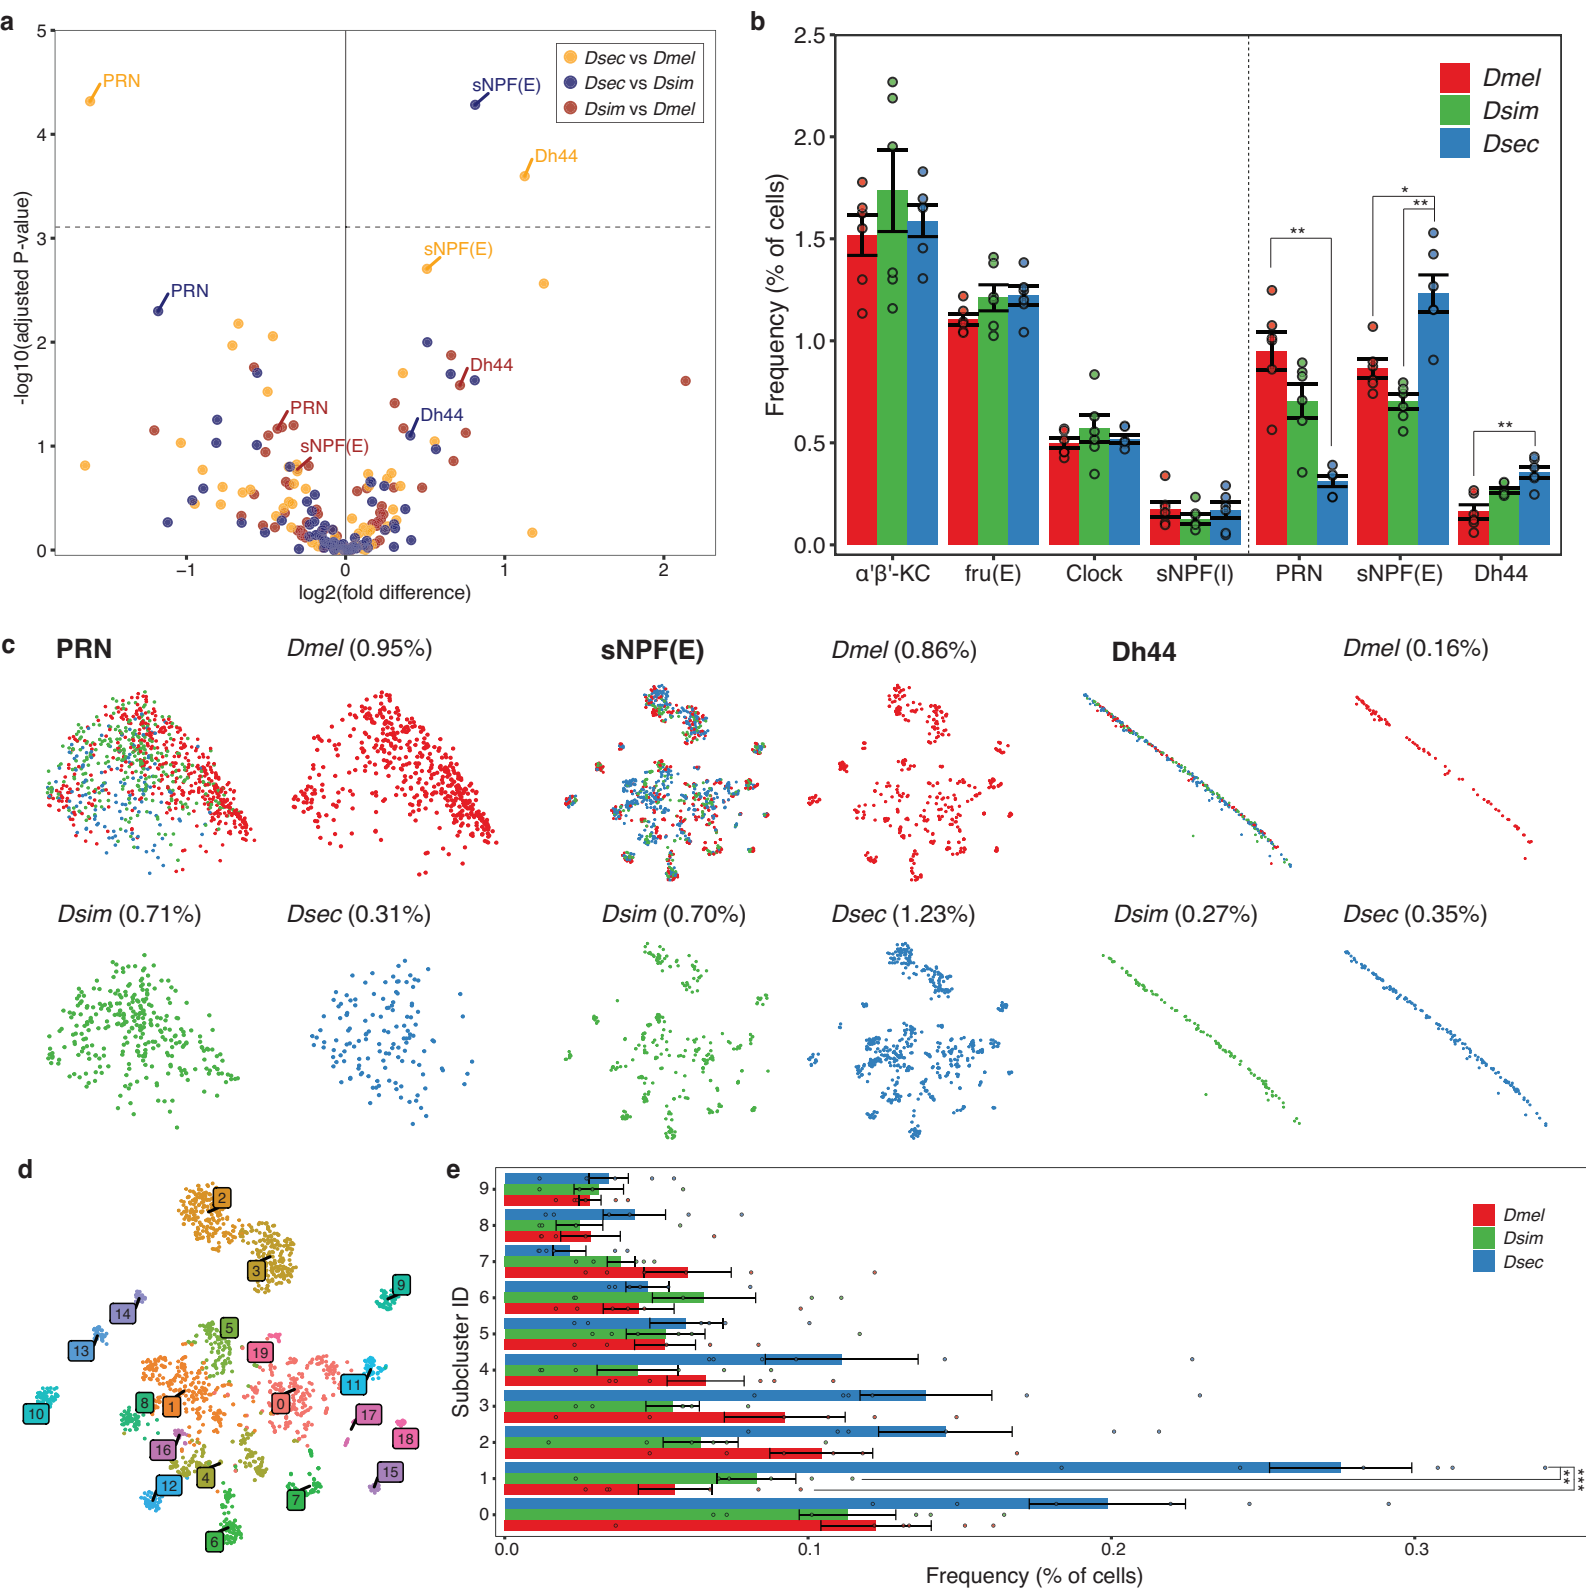 a
5
4
3
2
1
0
-log10(adjusted P-value)
−1
0
1
2
log2(fold difference)
Dsec vs Dmel
Dsec vs Dsim
Dsim vs Dmel
PRN
sNPF(E)
Dh44
sNPF(E)
PRN
Dh44
PRN
Dh44
sNPF(E)
b
2.5
2.0
1.5
1.0
0.5
0.0
Frequency (% of cells)
Dmel
Dsim
Dsec
**
*
**
**
α'β'-KC
fru(E)
Clock
sNPF(I)
PRN
sNPF(E)
Dh44
c
PRN
Dmel (0.95%)
sNPF(E)
Dmel (0.86%)
Dh44
Dmel (0.16%)
Dsim (0.71%)
Dsec (0.31%)
Dsim (0.70%)
Dsec (1.23%)
Dsim (0.27%)
Dsec (0.35%)
d
2
3
9
14
5
13
19
11
8
1
0
10
17
18
16
4
12
15
7
6
e
9
8
7
6
5
4
3
2
1
0
Subcluster ID
Dmel
Dsim
Dsec
**
***
0.0
0.1
0.2
0.3
Frequency (% of cells)